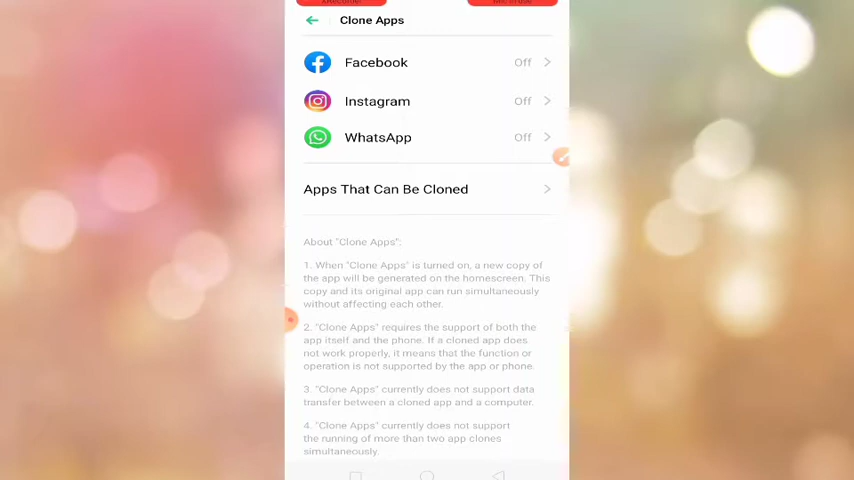 XRecorder
Mic in use
Clone Apps
Facebook Off
Instagram Off
WhatsApp Off
Apps That Can Be Cloned
About "Clone Apps":
1. When "Clone Apps" is turned on, a new copy of
the app will be generated on the homescreen. This
copy and its original app can run simultaneously
without affecting each other.
2. "Clone Apps" requires the support of both the
app itself and the phone. If a cloned app does
not work properly, it means that the function or
operation is not supported by the app or phone.
3. "Clone Apps" currently does not support data
transfer between a cloned app and a computer.
4. "Clone Apps" currently does not support
the running of more than two app clones
simultaneously.